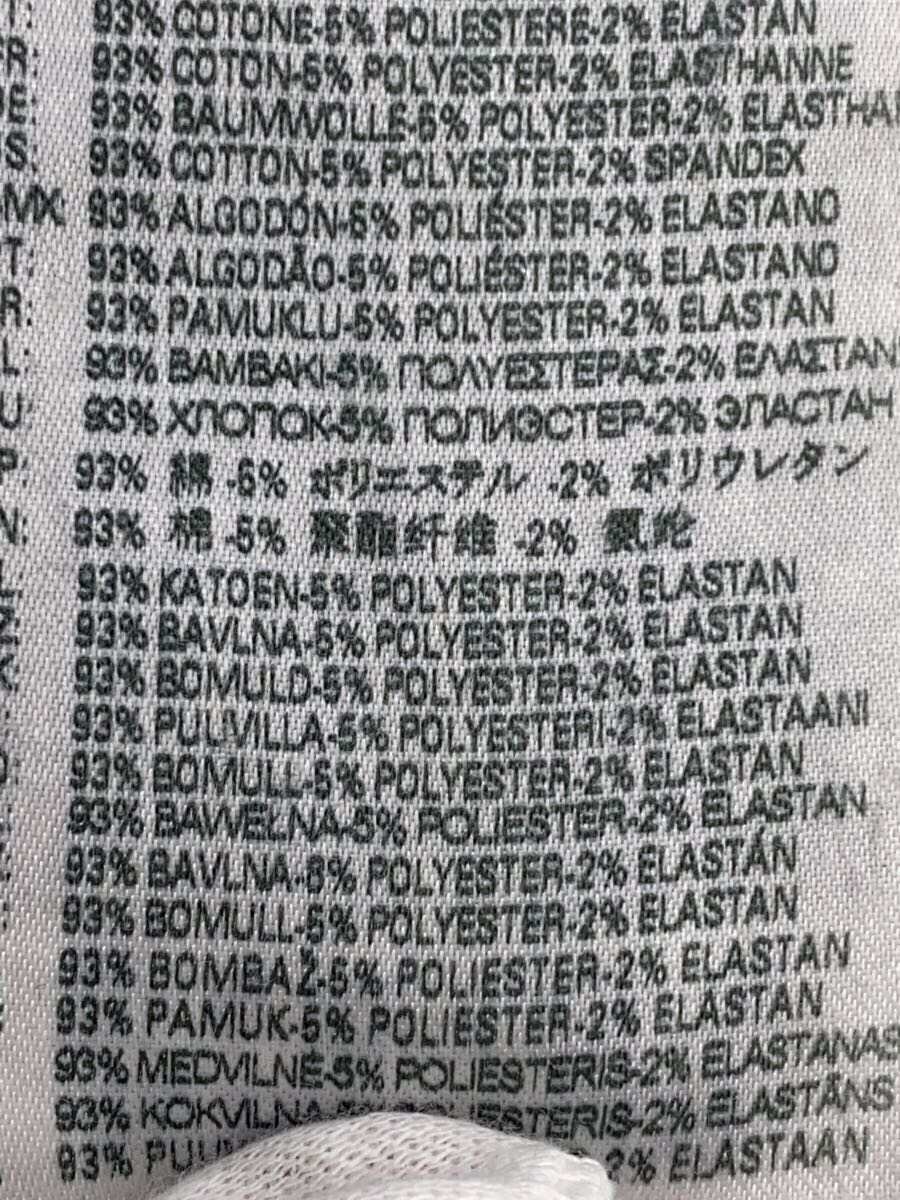 T: 93% COTONE-5% POLIESTERE-2% ELASTAN
R: 93% COTON-5% POLYESTER-2% ELASTHANNE
DE: 93% BAUMWOLLE-5% POLYESTER-2% ELASTHA
S: 93% COTTON-5% POLYESTER-2% SPANDEX
MX 93% ALGODÓN-5% POLIÉSTER-2% ELASTANO
T: 93% ALGODÃO-5% POLIÉSTER-2% ELASTANO
R: 93% PAMUKLU-5% POLYESTER-2% ELASTAN
L: 93% BAMBAKI-5% ΠΟΛΥΕΣΤΕΡΑΣ-2% ΕΛΑΣΤΑΝ
U 93% ХЛОПОК-5% ПОЛИЭСТЕР-2% ЭЛАСТАН
P: 93% 綿 -5% ポリエステル -2% ポリウレタン
N: 93% 棉 -5% 聚酯纤维 -2% 氨纶
L: 93% KATOEN-5% POLYESTER-2% ELASTAN
93% BAVLNA-5% POLYESTER-2% ELASTAN
K 93% BOMULD-5% POLYESTER-2% ELASTAN
93% PUUVILLA-5% POLYESTERI-2% ELASTAANI
93% BOMULL-5% POLYESTER-2% ELASTAN
93% BAWEŁNA-5% POLIESTER-2% ELASTAN
93% BAVLNA-5% POLYESTER-2% ELASTÁN
93% BOMULL-5% POLYESTER-2% ELASTAN
93% BOMBAŽ-5% POLIESTER-2% ELASTAN
93% PAMUK-5% POLIESTER-2% ELASTAN
93% MEDVILNĖ-5% POLIESTERIS-2% ELASTANAS
93% KOKVILNA IESTERIS-2% ELASTĀNS
93% PUUV 2% ELASTAAN